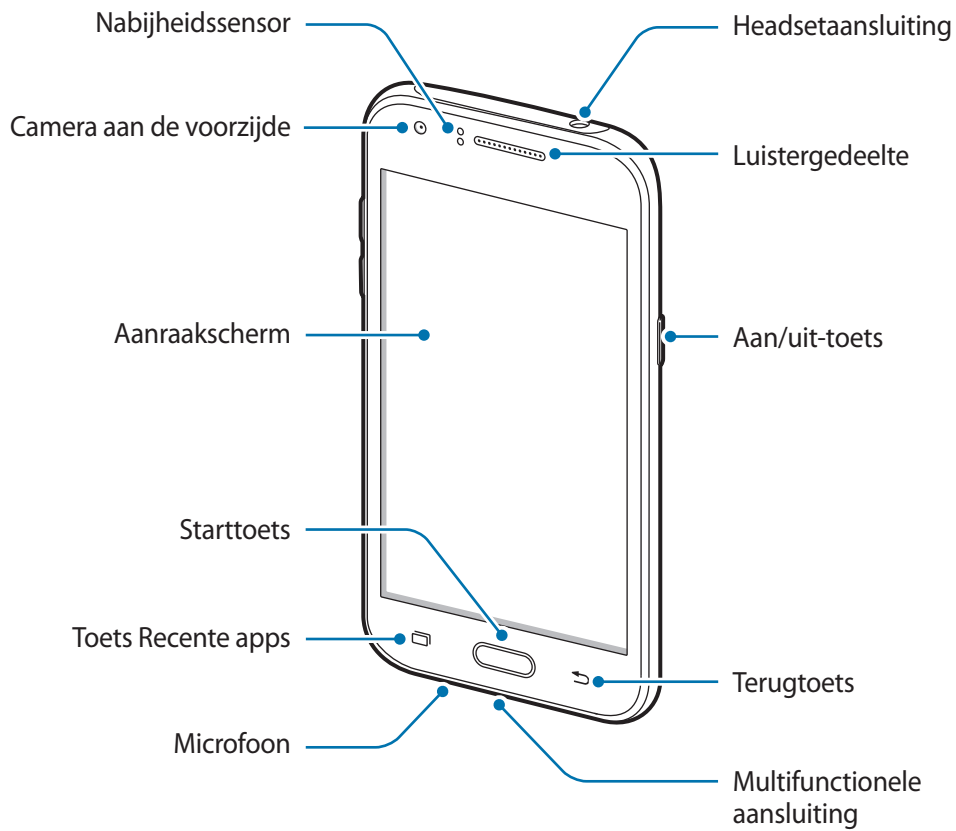 Nabijheidssensor
Headsetaansluiting
Camera aan de voorzijde
Luistergedeelte
Aanraakscherm
Aan/uit-toets
Starttoets
Toets Recente apps
Terugtoets
Microfoon
Multifunctionele
aansluiting